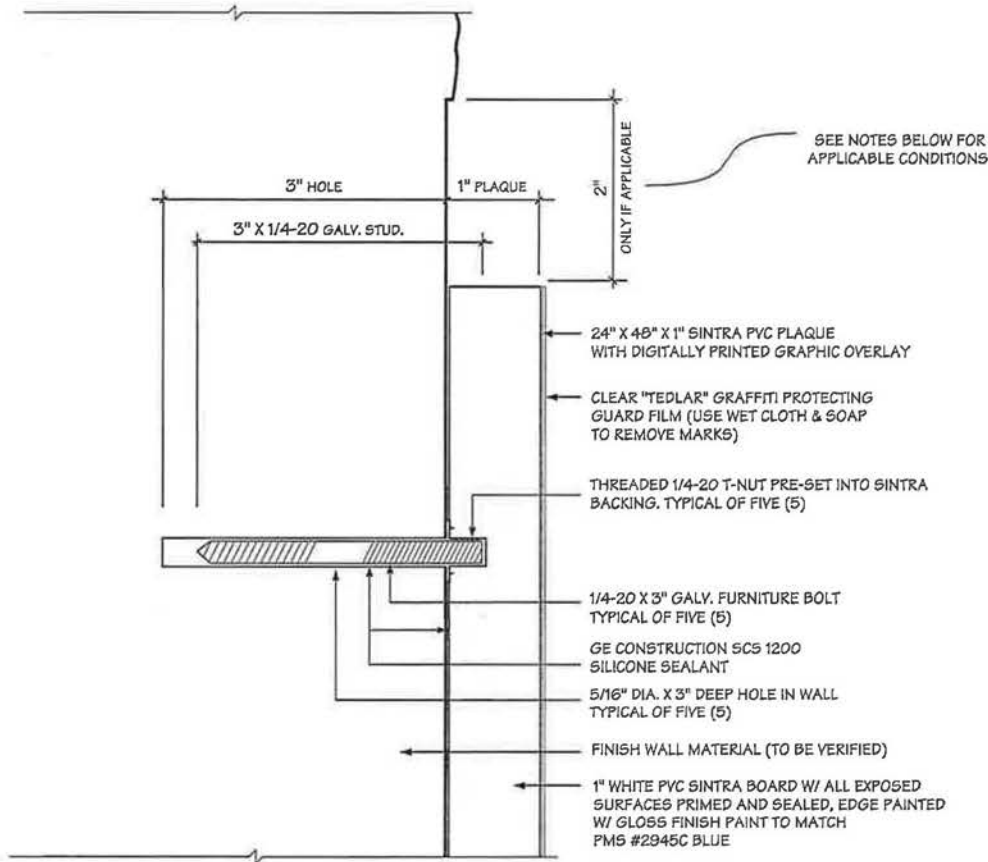 SEE NOTES BELOW FOR
APPLICABLE CONDITIONS
2"
ONLY IF APPLICABLE
3" HOLE
1" PLAQUE
3" X 1/4-20 GALV. STUD.
24" X 48" X 1" SINTRA PVC PLAQUE
WITH DIGITALLY PRINTED GRAPHIC OVERLAY
CLEAR "TEDLAR" GRAFFITI PROTECTING
GUARD FILM (USE WET CLOTH & SOAP
TO REMOVE MARKS)
THREADED 1/4-20 T-NUT PRE-SET INTO SINTRA
BACKING. TYPICAL OF FIVE (5)
1/4-20 X 3" GALV. FURNITURE BOLT
TYPICAL OF FIVE (5)
GE CONSTRUCTION SCS 1200
SILICONE SEALANT
5/16" DIA. X 3" DEEP HOLE IN WALL
TYPICAL OF FIVE (5)
FINISH WALL MATERIAL (TO BE VERIFIED)
1" WHITE PVC SINTRA BOARD W/ ALL EXPOSED
SURFACES PRIMED AND SEALED, EDGE PAINTED
W/ GLOSS FINISH PAINT TO MATCH
PMS #2945C BLUE